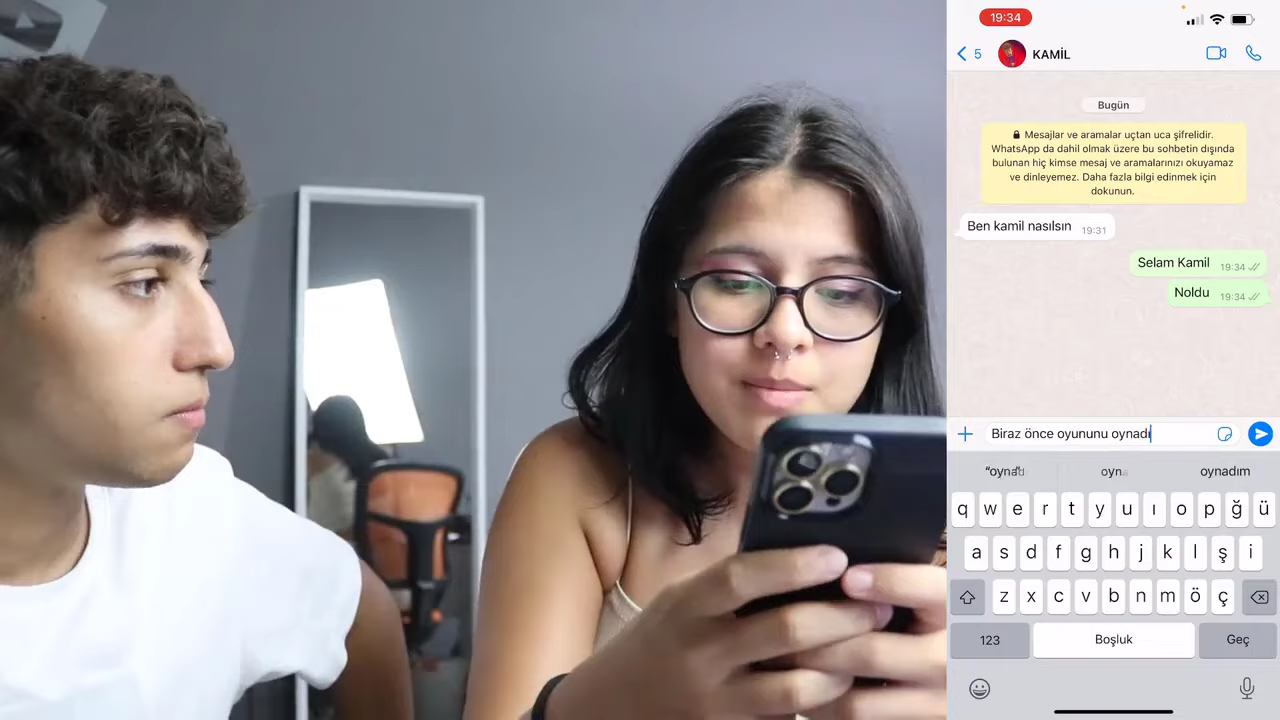 19:34
5
KAMİL
Bugün
Mesajlar ve aramalar uçtan uca şifrelidir.
WhatsApp da dahil olmak üzere bu sohbetin dışında
bulunan hiç kimse mesaj ve aramalarınızı okuyamaz
ve dinleyemez. Daha fazla bilgi edinmek için
dokunun.
Ben kamil nasılsın 19:31
Selam Kamil 19:34
Noldu 19:34
Biraz önce oyununu oynadı
oyn
oynadım
q w e r t y u ı o p ğ ü
a s d f g h j k l ş i
z x c v b n m ö ç
123 Boşluk Geç